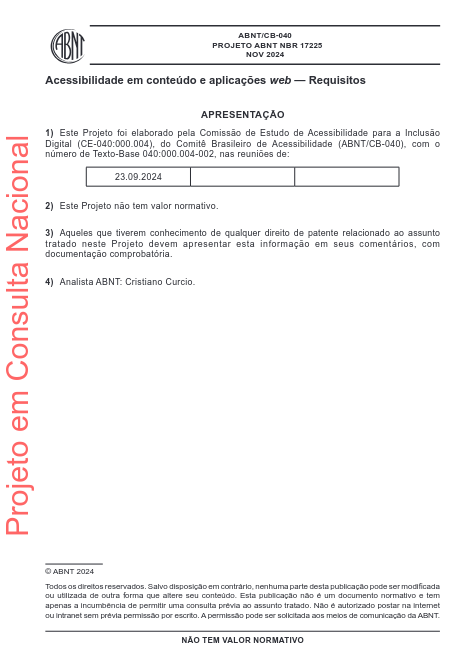 ABNT
ABNT/CB-040
PROJETO ABNT NBR 17225
NOV 2024
Acessibilidade em conteúdo e aplicações web — Requisitos
APRESENTAÇÃO
1) Este Projeto foi elaborado pela Comissão de Estudo de Acessibilidade para a Inclusão
Digital (CE-040:000.004), do Comitê Brasileiro de Acessibilidade (ABNT/CB-040), com o
número de Texto-Base 040:000.004-002, nas reuniões de:
23.09.2024
2) Este Projeto não tem valor normativo.
3) Aqueles que tiverem conhecimento de qualquer direito de patente relacionado ao assunto
tratado neste Projeto devem apresentar esta informação em seus comentários, com
documentação comprobatória.
4) Analista ABNT: Cristiano Curcio.
Projeto em Consulta Nacional
© ABNT 2024
Todos os direitos reservados. Salvo disposição em contrário, nenhuma parte desta publicação pode ser modificada
ou utilizada de outra forma que altere seu conteúdo. Esta publicação não é um documento normativo e tem
apenas a incumbência de permitir uma consulta prévia ao assunto tratado. Não é autorizado postar na internet
ou intranet sem prévia permissão por escrito. A permissão pode ser solicitada aos meios de comunicação da ABNT.
NÃO TEM VALOR NORMATIVO